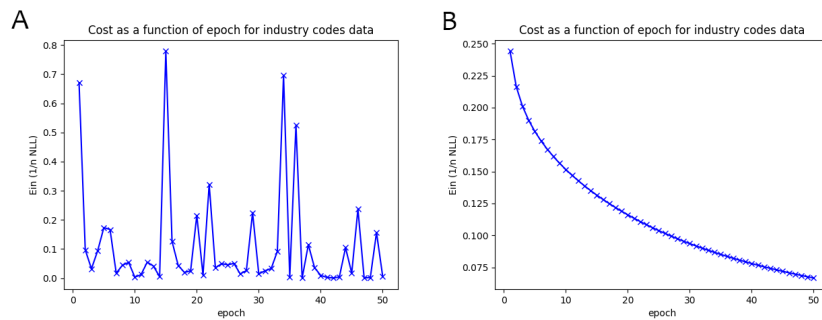 A
Cost as a function of epoch for industry codes data
0.8
0.7
0.6
0.5
0.4
0.3
0.2
0.1
0.0
Ein (1/n NLL)
0 10 20 30 40 50
epoch
B
Cost as a function of epoch for industry codes data
0.250
0.225
0.200
0.175
0.150
0.125
0.100
0.075
Ein (1/n NLL)
0 10 20 30 40 50
epoch